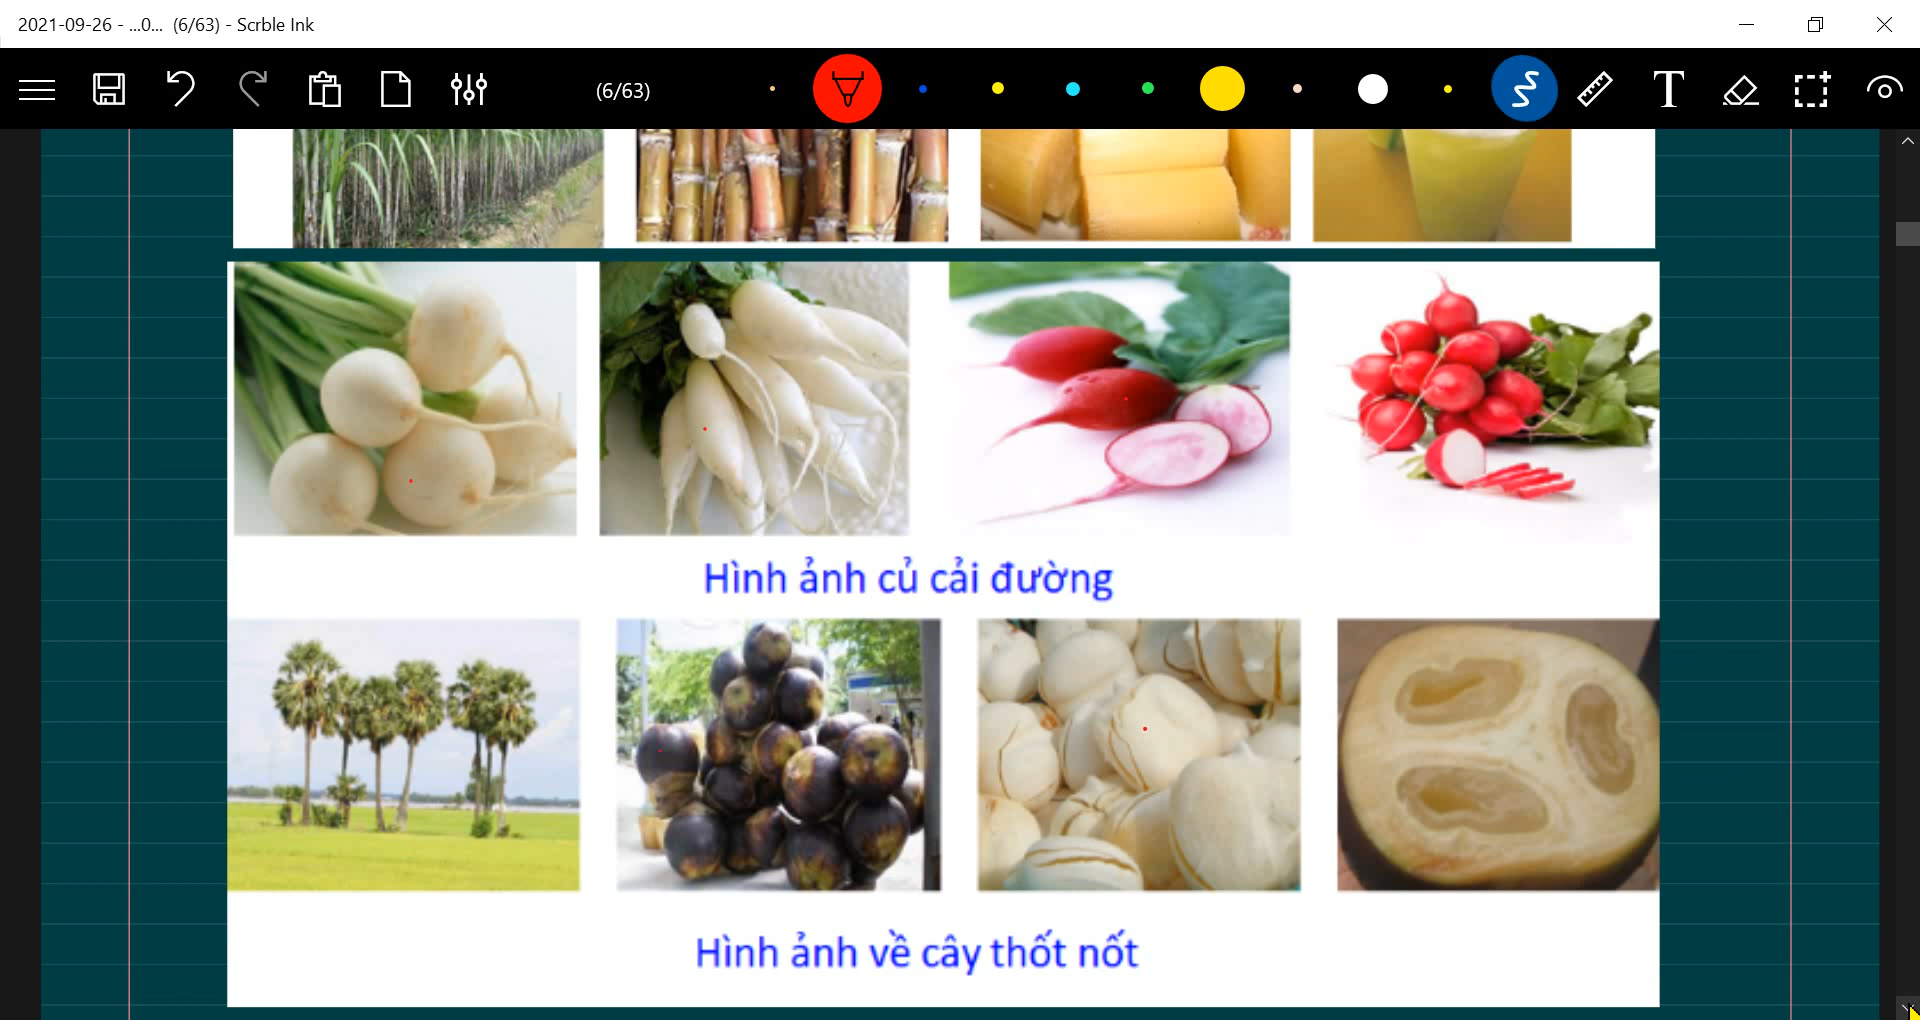 2021-09-26 - ...0... (6/63) - Scrble Ink
(6/63)
T
Hình ảnh củ cải đường
Hình ảnh về cây thốt nốt